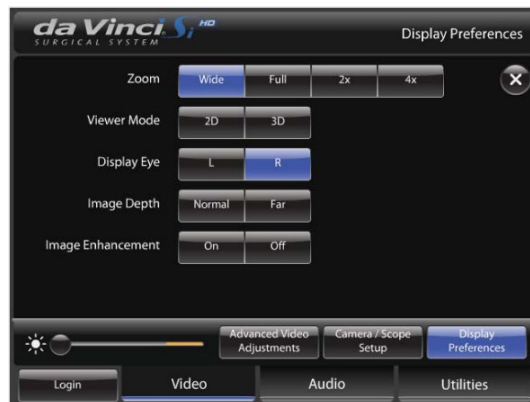 da Vinci Si HD
SURGICAL SYSTEM
Display Preferences
Zoom Wide Full 2x 4x
Viewer Mode 2D 3D
Display Eye L R
Image Depth Normal Far
Image Enhancement On Off
Advanced Video Adjustments
Camera / Scope Setup
Display Preferences
Login Video Audio Utilities